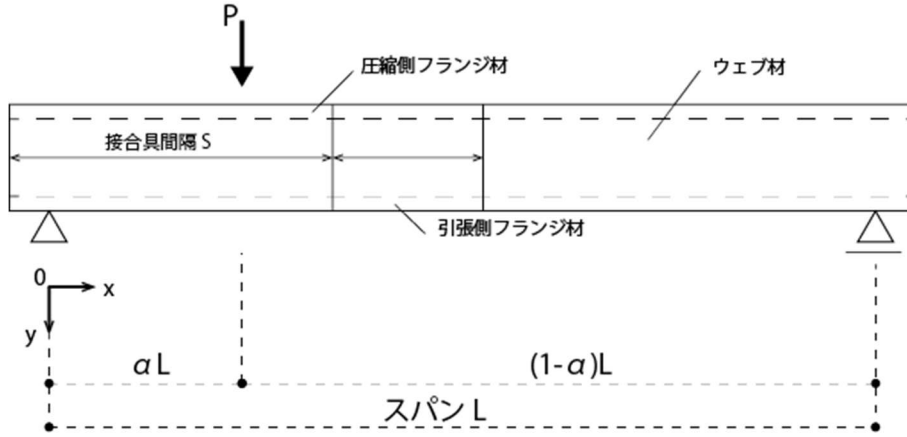 P
圧縮側フランジ材
ウェブ材
接合具間隔 S
引張側フランジ材
0
x
y
αL
(1-α)L
スパン L